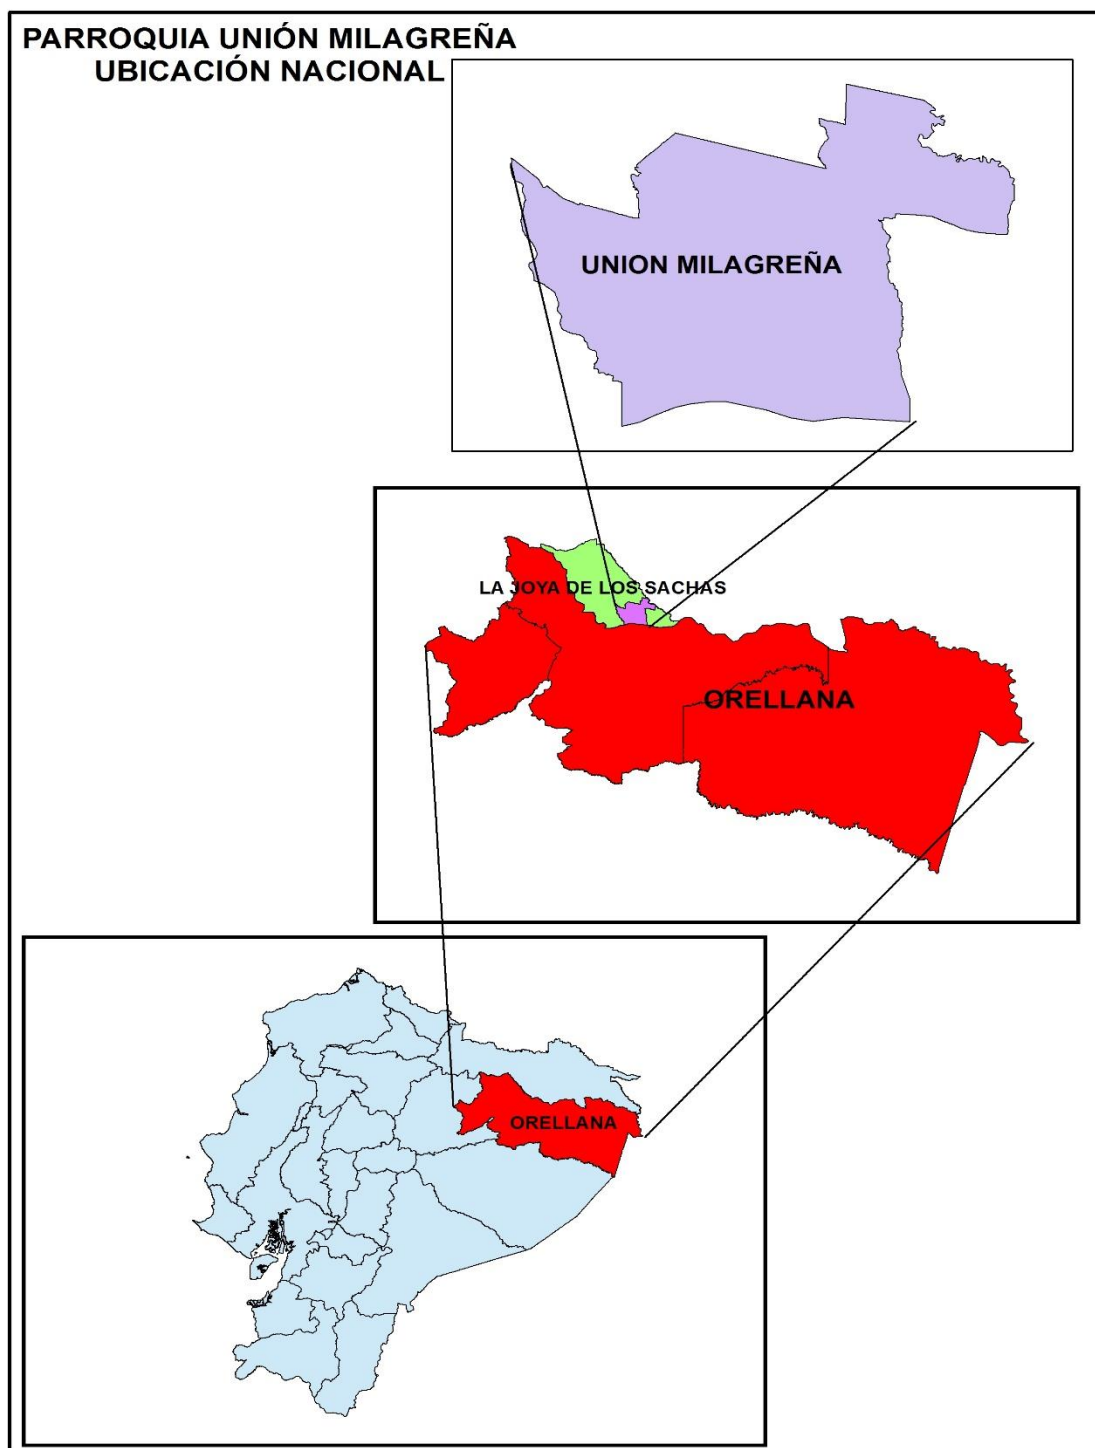 PARROQUIA UNIÓN MILAGREÑA
UBICACIÓN NACIONAL
UNION MILAGREÑA
LA JOYA DE LOS SACHAS
ORELLANA
ORELLANA